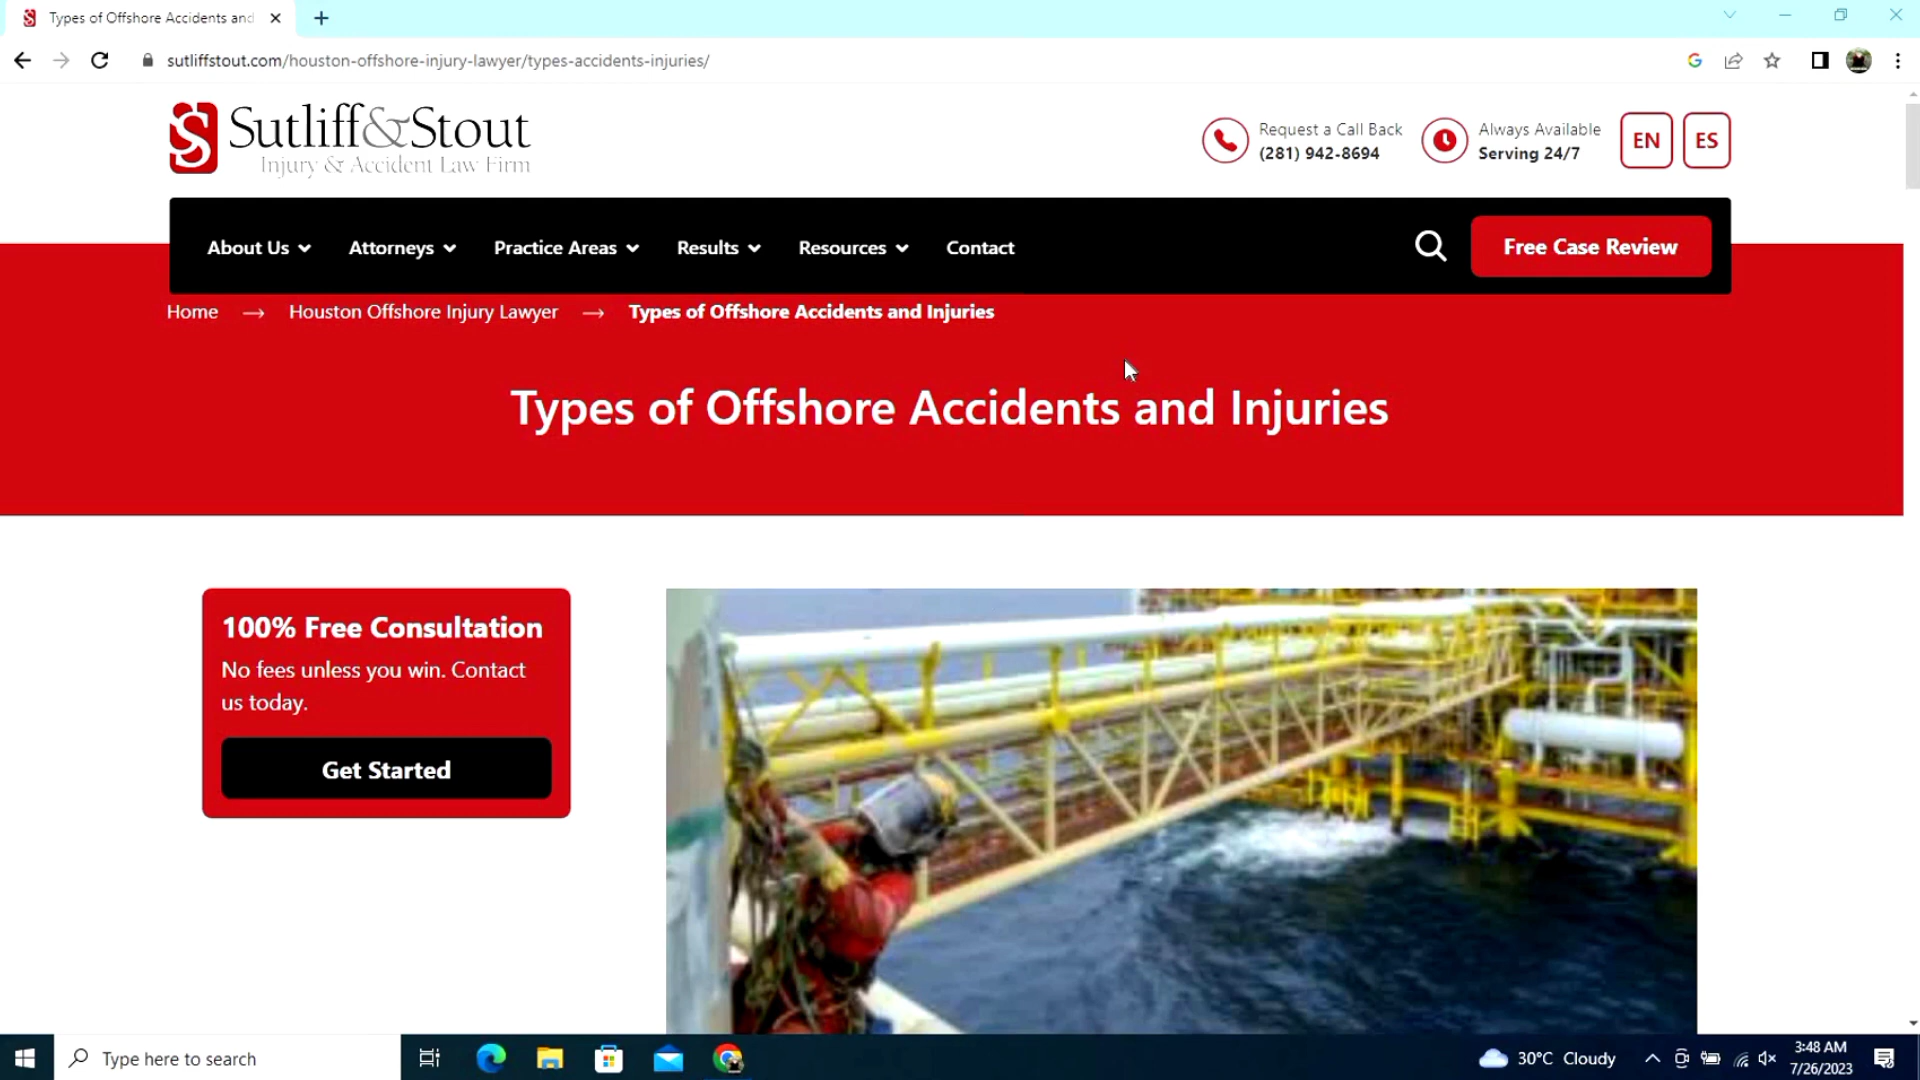 Types of Offshore Accidents and
sutliffstout.com/houston-offshore-injury-lawyer/types-accidents-injuries/
Sutliff&Stout
Injury & Accident Law Firm
Request a Call Back
(281) 942-8694
Always Available
Serving 24/7
EN
ES
About Us
Attorneys
Practice Areas
Results
Resources
Contact
Free Case Review
Home → Houston Offshore Injury Lawyer → Types of Offshore Accidents and Injuries
Types of Offshore Accidents and Injuries
100% Free Consultation
No fees unless you win. Contact
us today.
Get Started
Type here to search
30°C Cloudy
3:48 AM
7/26/2023